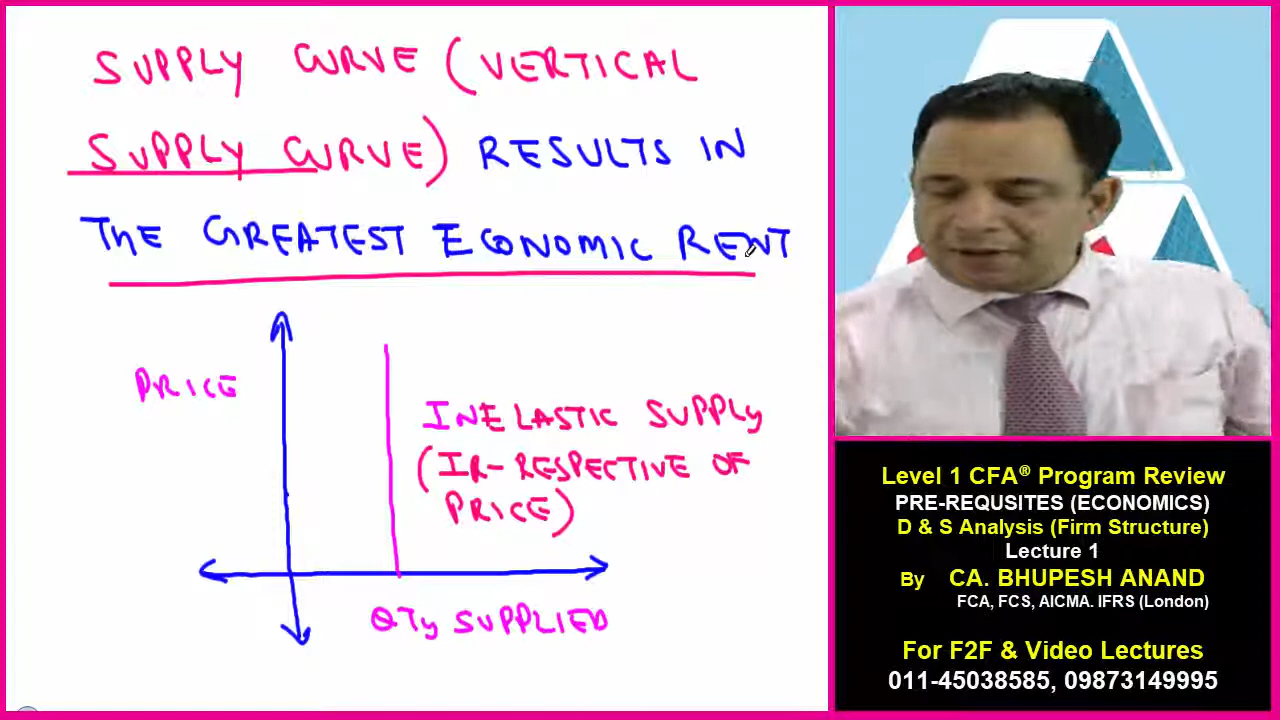 SUPPLY CURVE (VERTICAL
SUPPLY CURVE) RESULTS IN
THE GREATEST ECONOMIC RENT
PRICE
INELASTIC SUPPLY
(IR-RESPECTIVE OF
PRICE)
QTY SUPPLIED
Level 1 CFA® Program Review
PRE-REQUSITES (ECONOMICS)
D & S Analysis (Firm Structure)
Lecture 1
By CA. BHUPESH ANAND
FCA, FCS, AICMA. IFRS (London)
For F2F & Video Lectures
011-45038585, 09873149995